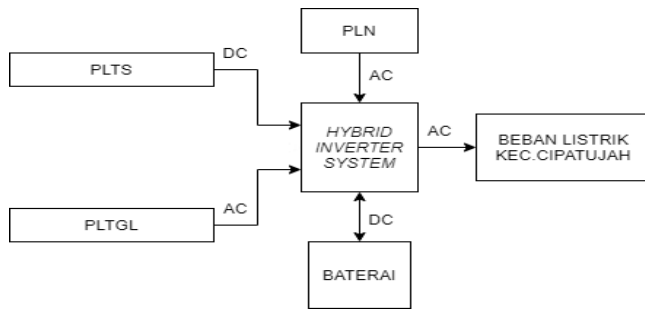 PLN
DC
PLTS
AC
HYBRID
INVERTER
SYSTEM
AC
BEBAN LISTRIK
KEC.CIPATUJAH
AC
PLTGL
DC
BATERAI